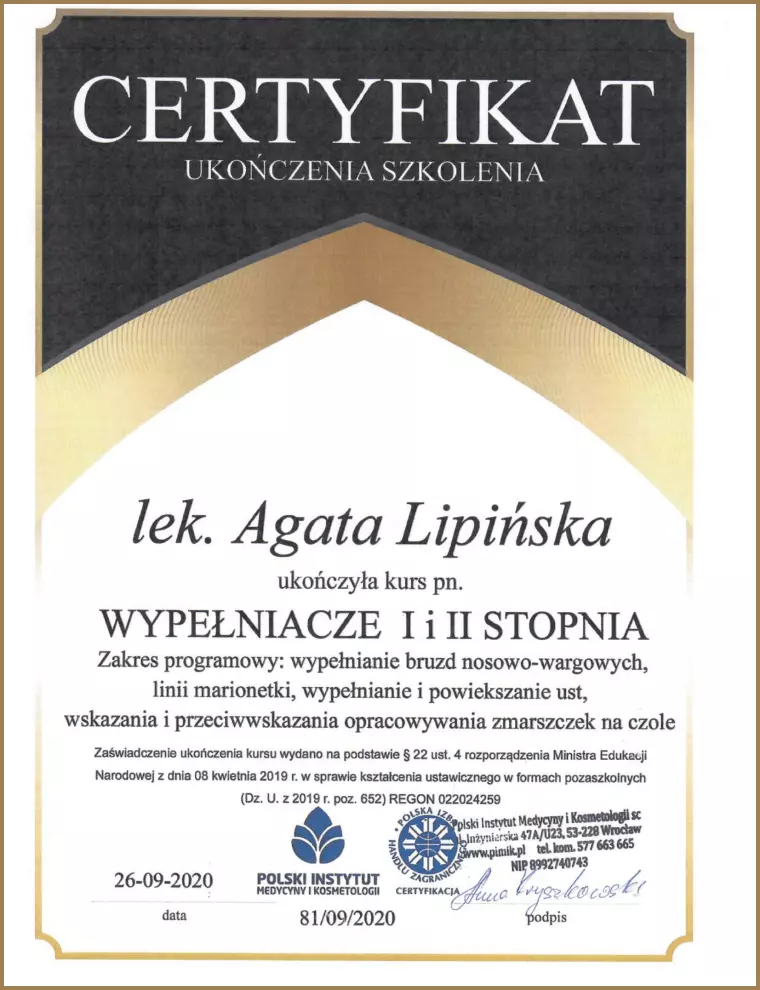 CERTYFIKAT
UKOŃCZENIA SZKOLENIA
lek. Agata Lipińska
ukończyła kurs pn.
WYPEŁNIACZE I i II STOPNIA
Zakres programowy: wypełnianie bruzd nosowo-wargowych,
linii marionetki, wypełnianie i powiekszanie ust,
wskazania i przeciwwskazania opracowywania zmarszczek na czole
Zaświadczenie ukończenia kursu wydano na podstawie § 22 ust. 4 rozporządzenia Ministra Edukacji
Narodowej z dnia 08 kwietnia 2019 r. w sprawie kształcenia ustawicznego w formach pozaszkolnych
(Dz. U. z 2019 r. poz. 652) REGON 022024259
POLSKA IZBA
HANDLU ZAGRANICZNEGO
CERTYFIKACJA
Polski Instytut Medycyny i Kosmetologii sc
Inżynierska 47A/U23, 53-228 Wrocław
www.pimik.pl tel. kom. 577 663 665
NIP 8992740743
POLSKI INSTYTUT
MEDYCYNY I KOSMETOLOGII
26-09-2020
data
81/09/2020
podpis